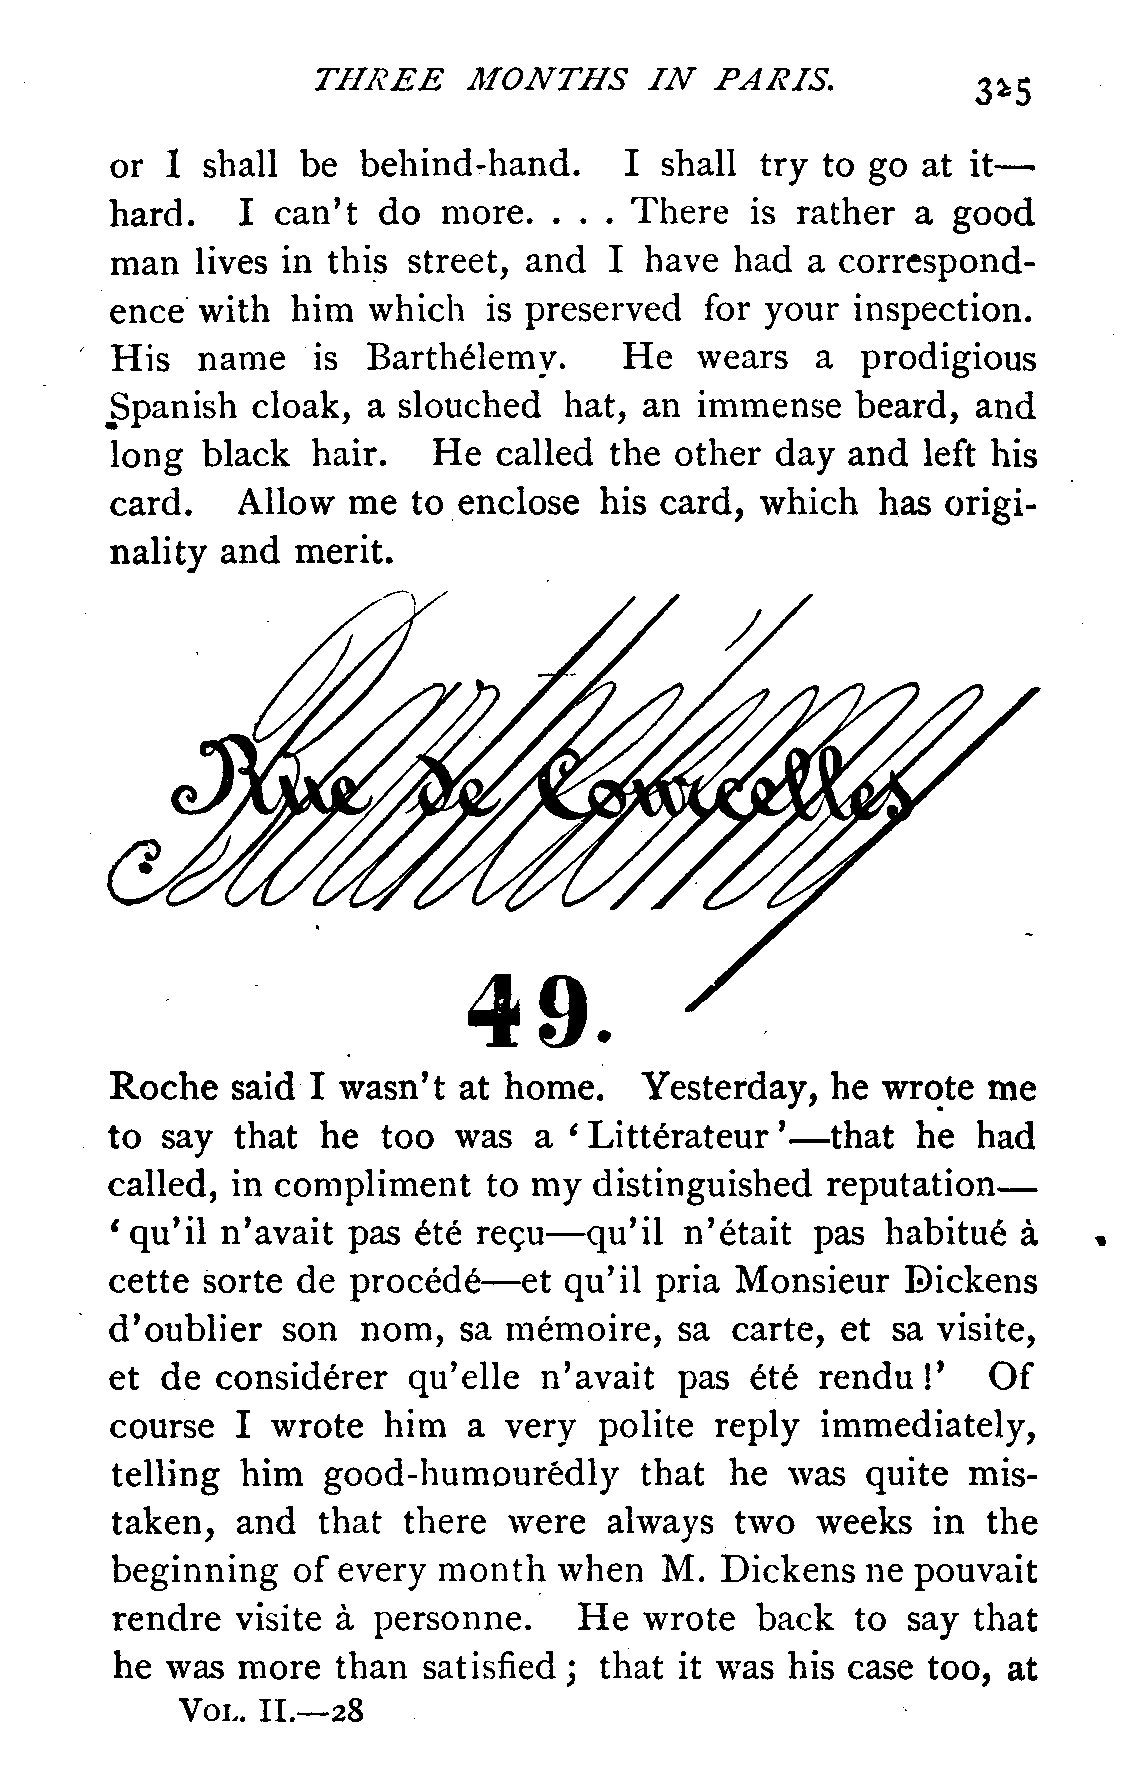 THREE MONTHS IN PARIS. 325
or I shall be behind-hand. I shall try to go at it—
hard. I can't do more. . . . There is rather a good
man lives in this street, and I have had a correspond-
ence with him which is preserved for your inspection.
His name is Barthélemy. He wears a prodigious
Spanish cloak, a slouched hat, an immense beard, and
long black hair. He called the other day and left his
card. Allow me to enclose his card, which has origi-
nality and merit.
Barthélemy
Rue de Courcelles
49.
Roche said I wasn't at home. Yesterday, he wrote me
to say that he too was a ‘Littérateur’—that he had
called, in compliment to my distinguished reputation—
‘qu'il n'avait pas été reçu—qu'il n'était pas habitué à
cette sorte de procédé—et qu'il pria Monsieur Dickens
d'oublier son nom, sa mémoire, sa carte, et sa visite,
et de considérer qu'elle n'avait pas été rendu!’ Of
course I wrote him a very polite reply immediately,
telling him good-humourédly that he was quite mis-
taken, and that there were always two weeks in the
beginning of every month when M. Dickens ne pouvait
rendre visite à personne. He wrote back to say that
he was more than satisfied; that it was his case too, at
VOL. II.—28